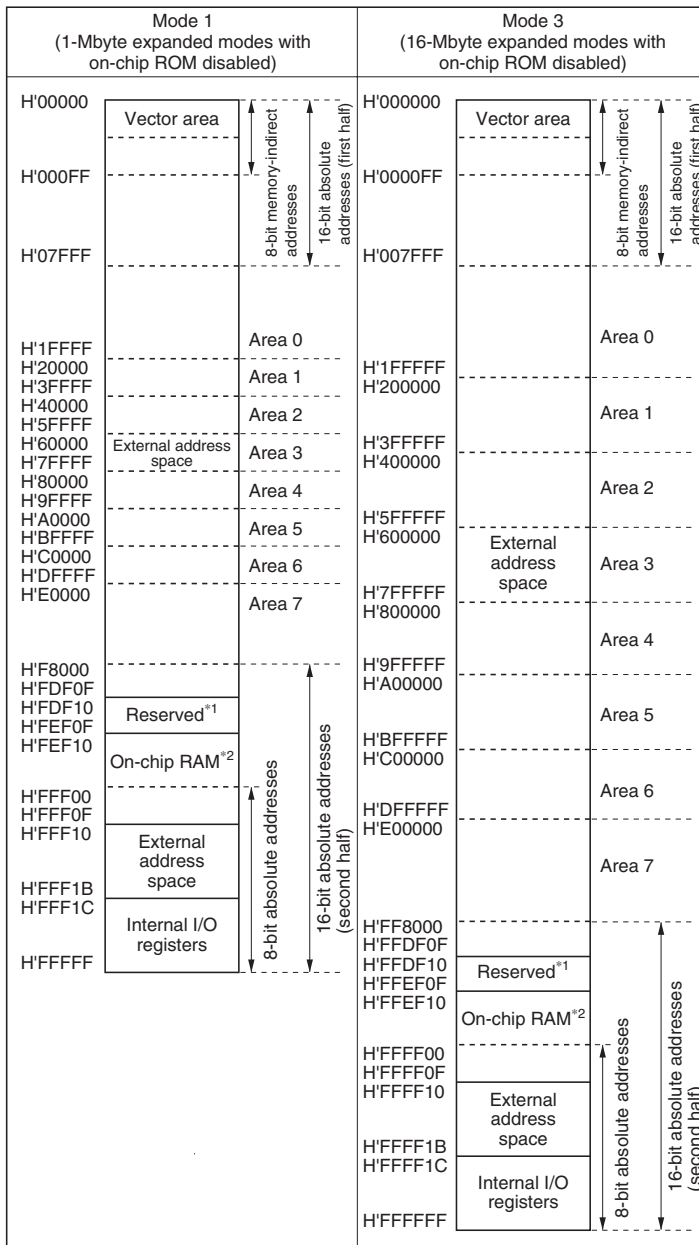 Mode 1
(1-Mbyte expanded modes with
on-chip ROM disabled)
H'00000
H'000FF
H'07FFF
H'1FFFF
H'20000
H'3FFFF
H'40000
H'5FFFF
H'60000
H'7FFFF
H'80000
H'9FFFF
H'A0000
H'BFFFF
H'C0000
H'DFFFF
H'E0000
H'F8000
H'FDF0F
H'FDF10
H'FEF0F
H'FEF10
H'FFF00
H'FFF0F
H'FFF10
H'FFF1B
H'FFF1C
H'FFFFF
Vector area
External address
space
Reserved*1
On-chip RAM*2
External
address
space
Internal I/O
registers
8-bit memory-indirect
addresses
16-bit absolute
addresses (first half)
Area 0
Area 1
Area 2
Area 3
Area 4
Area 5
Area 6
Area 7
8-bit absolute addresses
16-bit absolute addresses
(second half)
Mode 3
(16-Mbyte expanded modes with
on-chip ROM disabled)
H'000000
H'0000FF
H'007FFF
H'1FFFFF
H'200000
H'3FFFFF
H'400000
H'5FFFFF
H'600000
H'7FFFFF
H'800000
H'9FFFFF
H'A00000
H'BFFFFF
H'C00000
H'DFFFFF
H'E00000
H'FF8000
H'FFDF0F
H'FFDF10
H'FFEF0F
H'FFEF10
H'FFFF00
H'FFFF0F
H'FFFF10
H'FFFF1B
H'FFFF1C
H'FFFFFF
Vector area
External
address
space
Reserved*1
On-chip RAM*2
External
address
space
Internal I/O
registers
8-bit memory-indirect
addresses
16-bit absolute
addresses (first half)
Area 0
Area 1
Area 2
Area 3
Area 4
Area 5
Area 6
Area 7
8-bit absolute addresses
16-bit absolute addresses
(second half)